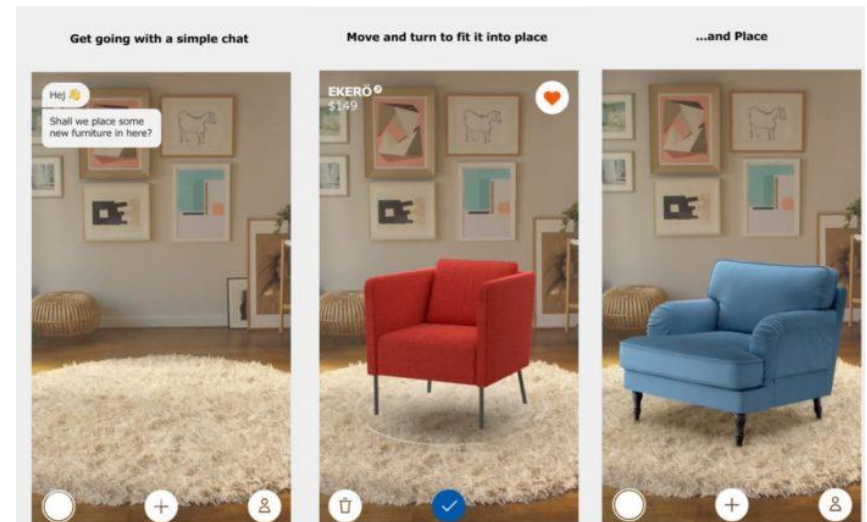 Get going with a simple chat
Hej 👋
Shall we place some
new furniture in here?
Move and turn to fit it into place
EKERÖ
$149
...and Place